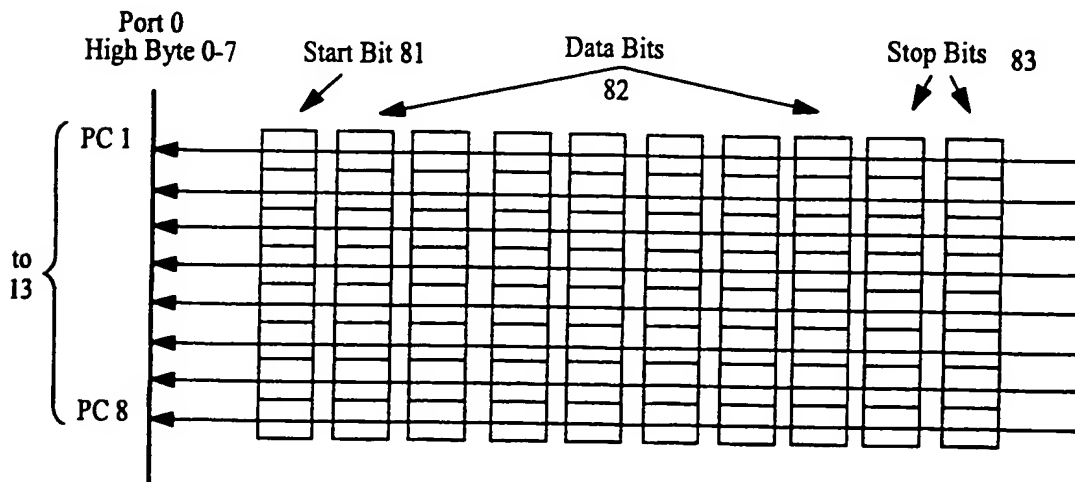 Port 0
High Byte 0-7
Start Bit 81
Data Bits
82
Stop Bits 83
PC 1
to
13
PC 8